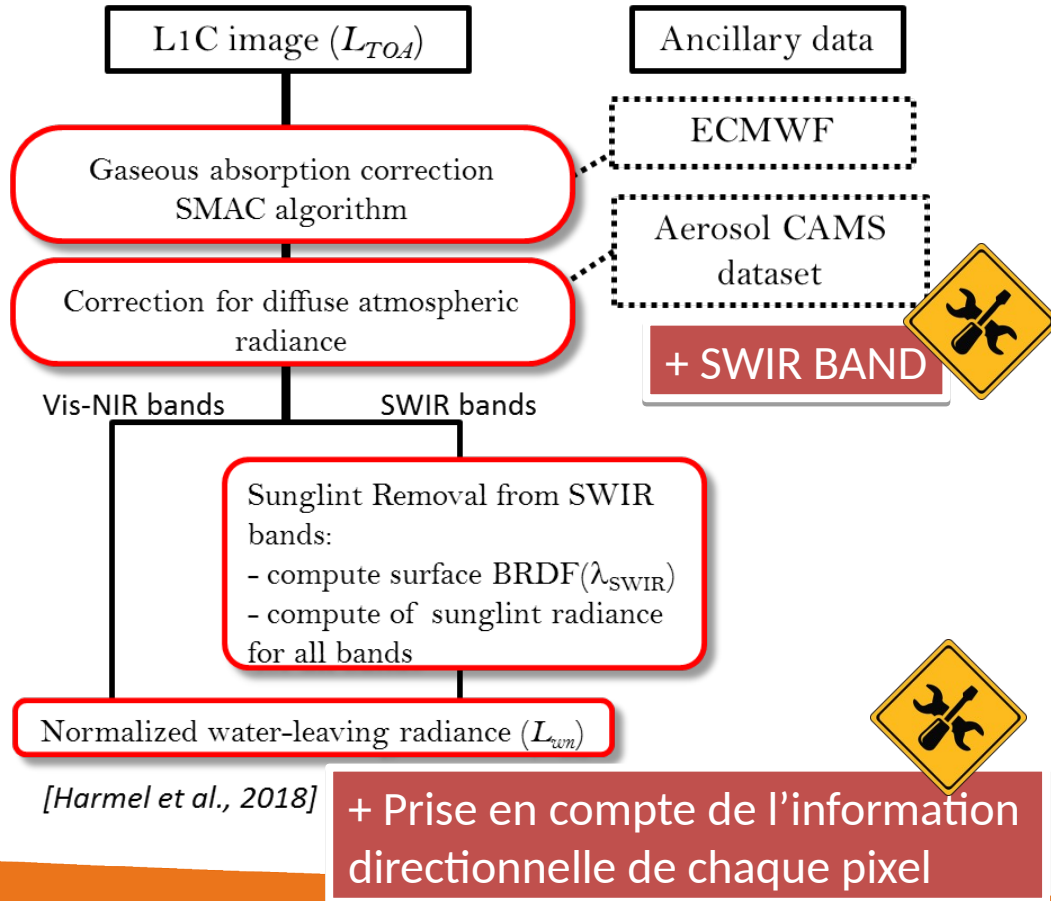 L1C image (L_TOA)
Ancillary data
ECMWF
Gaseous absorption correction
SMAC algorithm
Aerosol CAMS
dataset
Correction for diffuse atmospheric
radiance
+ SWIR BAND
Vis-NIR bands
SWIR bands
Sunglint Removal from SWIR
bands:
- compute surface BRDF(λ_SWIR)
- compute of sunglint radiance
for all bands
Normalized water-leaving radiance (L_wn)
[Harmel et al., 2018]
+ Prise en compte de l’information
directionnelle de chaque pixel